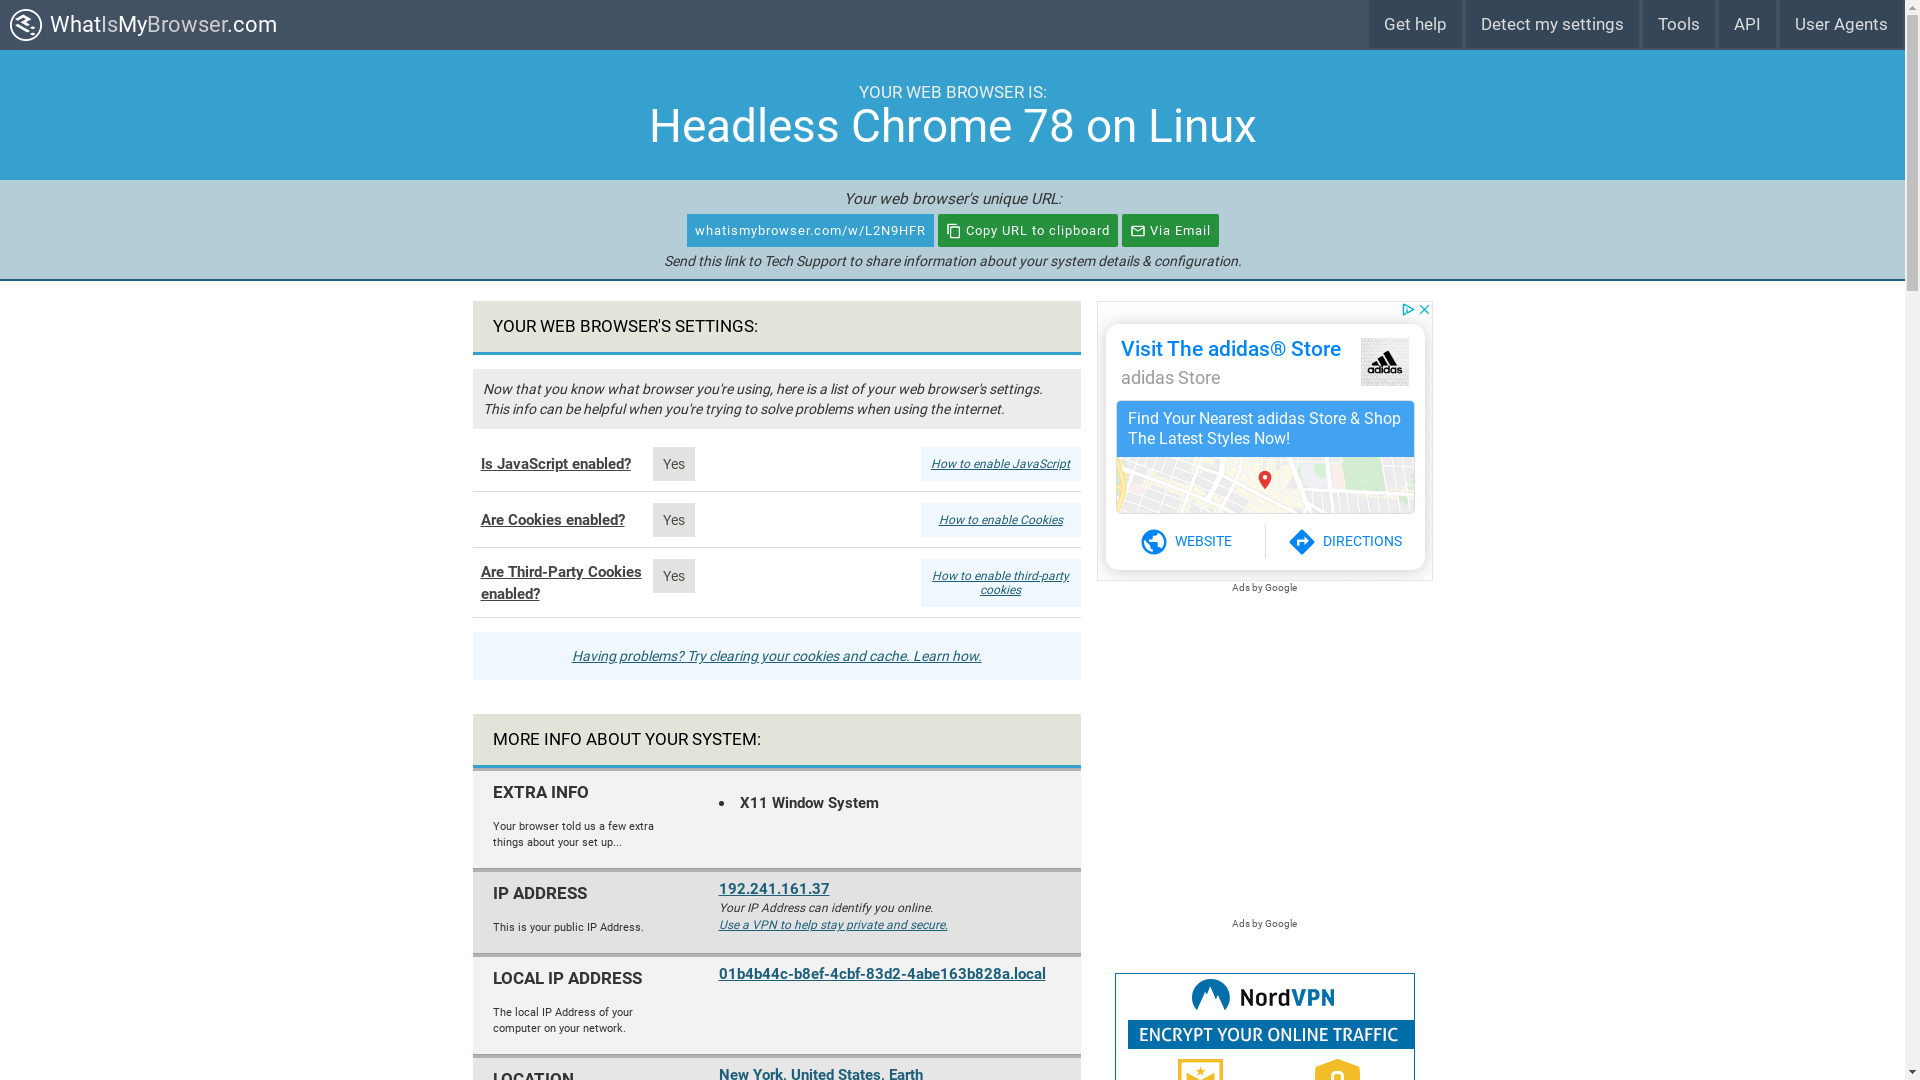 WhatIsMyBrowser.com
Get help
Detect my settings
Tools
API
User Agents
YOUR WEB BROWSER IS:
Headless Chrome 78 on Linux
Your web browser's unique URL:
whatismybrowser.com/w/L2N9HFR
Copy URL to clipboard
Via Email
Send this link to Tech Support to share information about your system details & configuration.
YOUR WEB BROWSER'S SETTINGS:
Now that you know what browser you're using, here is a list of your web browser's settings.
This info can be helpful when you're trying to solve problems when using the internet.
Is JavaScript enabled?
Yes
How to enable JavaScript
Are Cookies enabled?
Yes
How to enable Cookies
Are Third-Party Cookies
enabled?
Yes
How to enable third-party
cookies
Having problems? Try clearing your cookies and cache. Learn how.
MORE INFO ABOUT YOUR SYSTEM:
EXTRA INFO
Your browser told us a few extra
things about your set up...
X11 Window System
IP ADDRESS
This is your public IP Address.
192.241.161.37
Your IP Address can identify you online.
Use a VPN to help stay private and secure.
LOCAL IP ADDRESS
The local IP Address of your
computer on your network.
01b4b44c-b8ef-4cbf-83d2-4abe163b828a.local
LOCATION
New York, United States, Earth
Visit The adidas® Store
adidas Store
adidas
Find Your Nearest adidas Store & Shop
The Latest Styles Now!
WEBSITE
DIRECTIONS
Ads by Google
Ads by Google
NordVPN
ENCRYPT YOUR ONLINE TRAFFIC